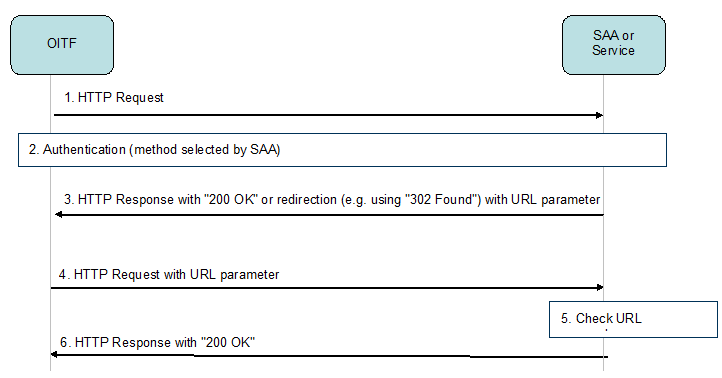 OITF
SAA or
Service
1. HTTP Request
2. Authentication (method selected by SAA)
3. HTTP Response with "200 OK" or redirection (e.g. using "302 Found") with URL parameter
4. HTTP Request with URL parameter
5. Check URL
6. HTTP Response with "200 OK"